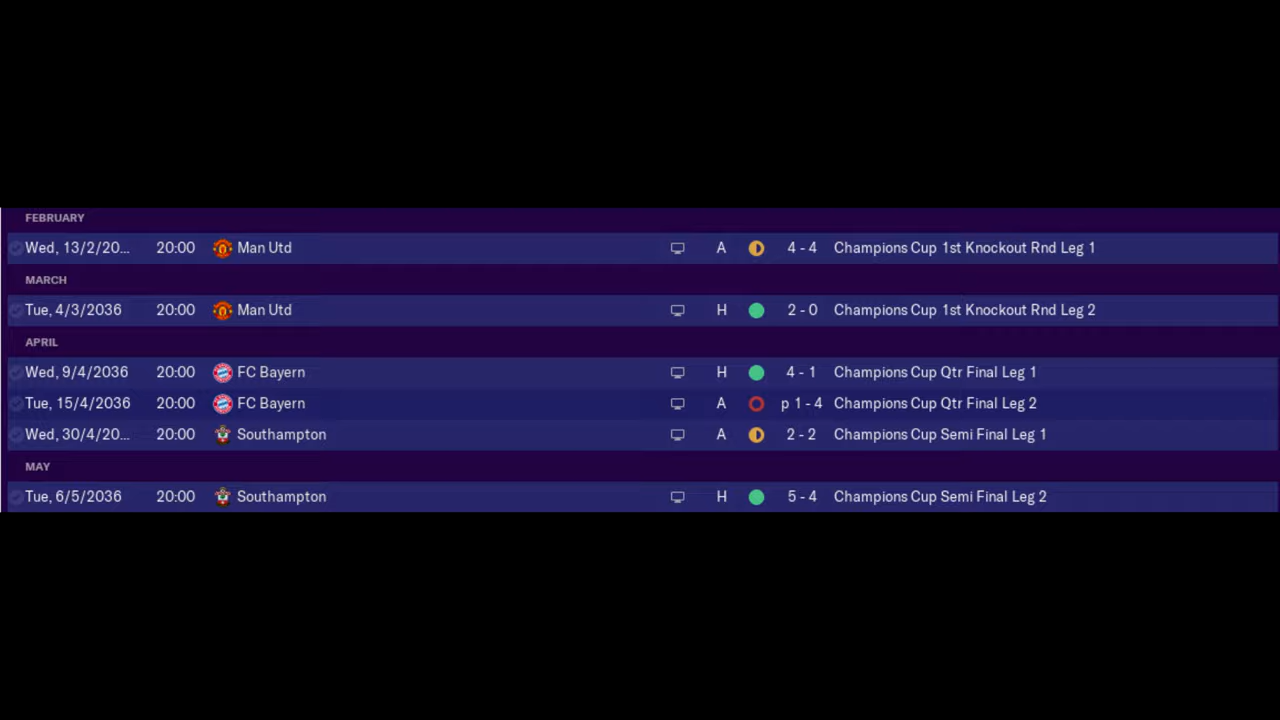 FEBRUARY
Wed, 13/2/20... 20:00 Man Utd A 4 - 4 Champions Cup 1st Knockout Rnd Leg 1
MARCH
Tue, 4/3/2036 20:00 Man Utd H 2 - 0 Champions Cup 1st Knockout Rnd Leg 2
APRIL
Wed, 9/4/2036 20:00 FC Bayern H 4 - 1 Champions Cup Qtr Final Leg 1
Tue, 15/4/2036 20:00 FC Bayern A p 1 - 4 Champions Cup Qtr Final Leg 2
Wed, 30/4/20... 20:00 Southampton A 2 - 2 Champions Cup Semi Final Leg 1
MAY
Tue, 6/5/2036 20:00 Southampton H 5 - 4 Champions Cup Semi Final Leg 2